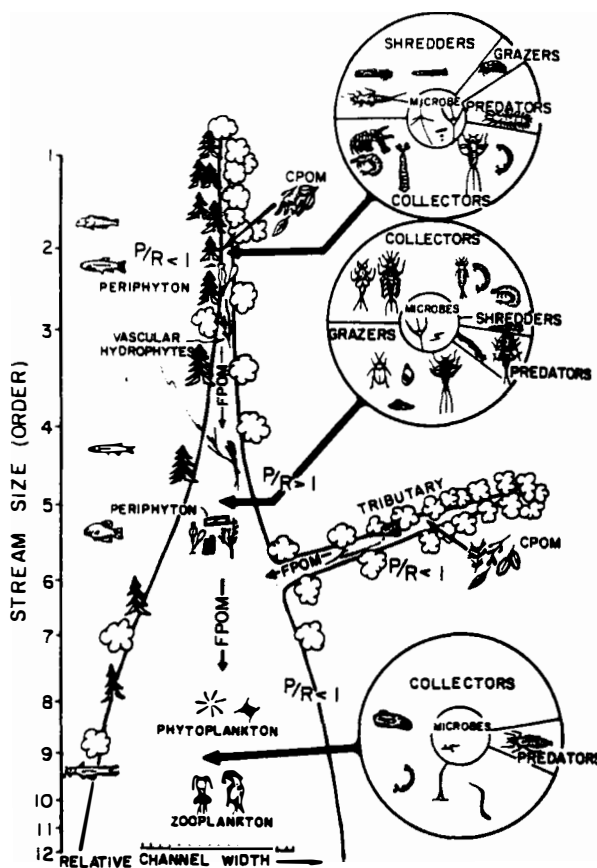 SHREDDERS
GRAZERS
MICROBES
PREDATORS
COLLECTORS
1
CPOM
2
P/R < 1
PERIPHYTON
COLLECTORS
MICROBES
SHREDDERS
GRAZERS
PREDATORS
3
VASCULAR
HYDROPHYTES
FPOM
4
STREAM SIZE (ORDER)
P/R > 1
5
PERIPHYTON
TRIBUTARY
CPOM
FPOM
P/R < 1
6
FPOM
7
P/R < 1
8
PHYTOPLANKTON
COLLECTORS
MICROBES
PREDATORS
9
10
ZOOPLANKTON
11
12
RELATIVE CHANNEL WIDTH